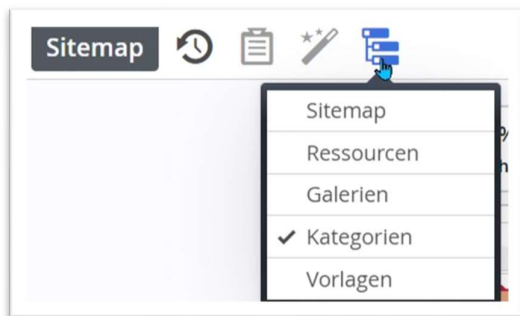 Sitemap
Sitemap
Ressourcen
Galerien
Kategorien
Vorlagen